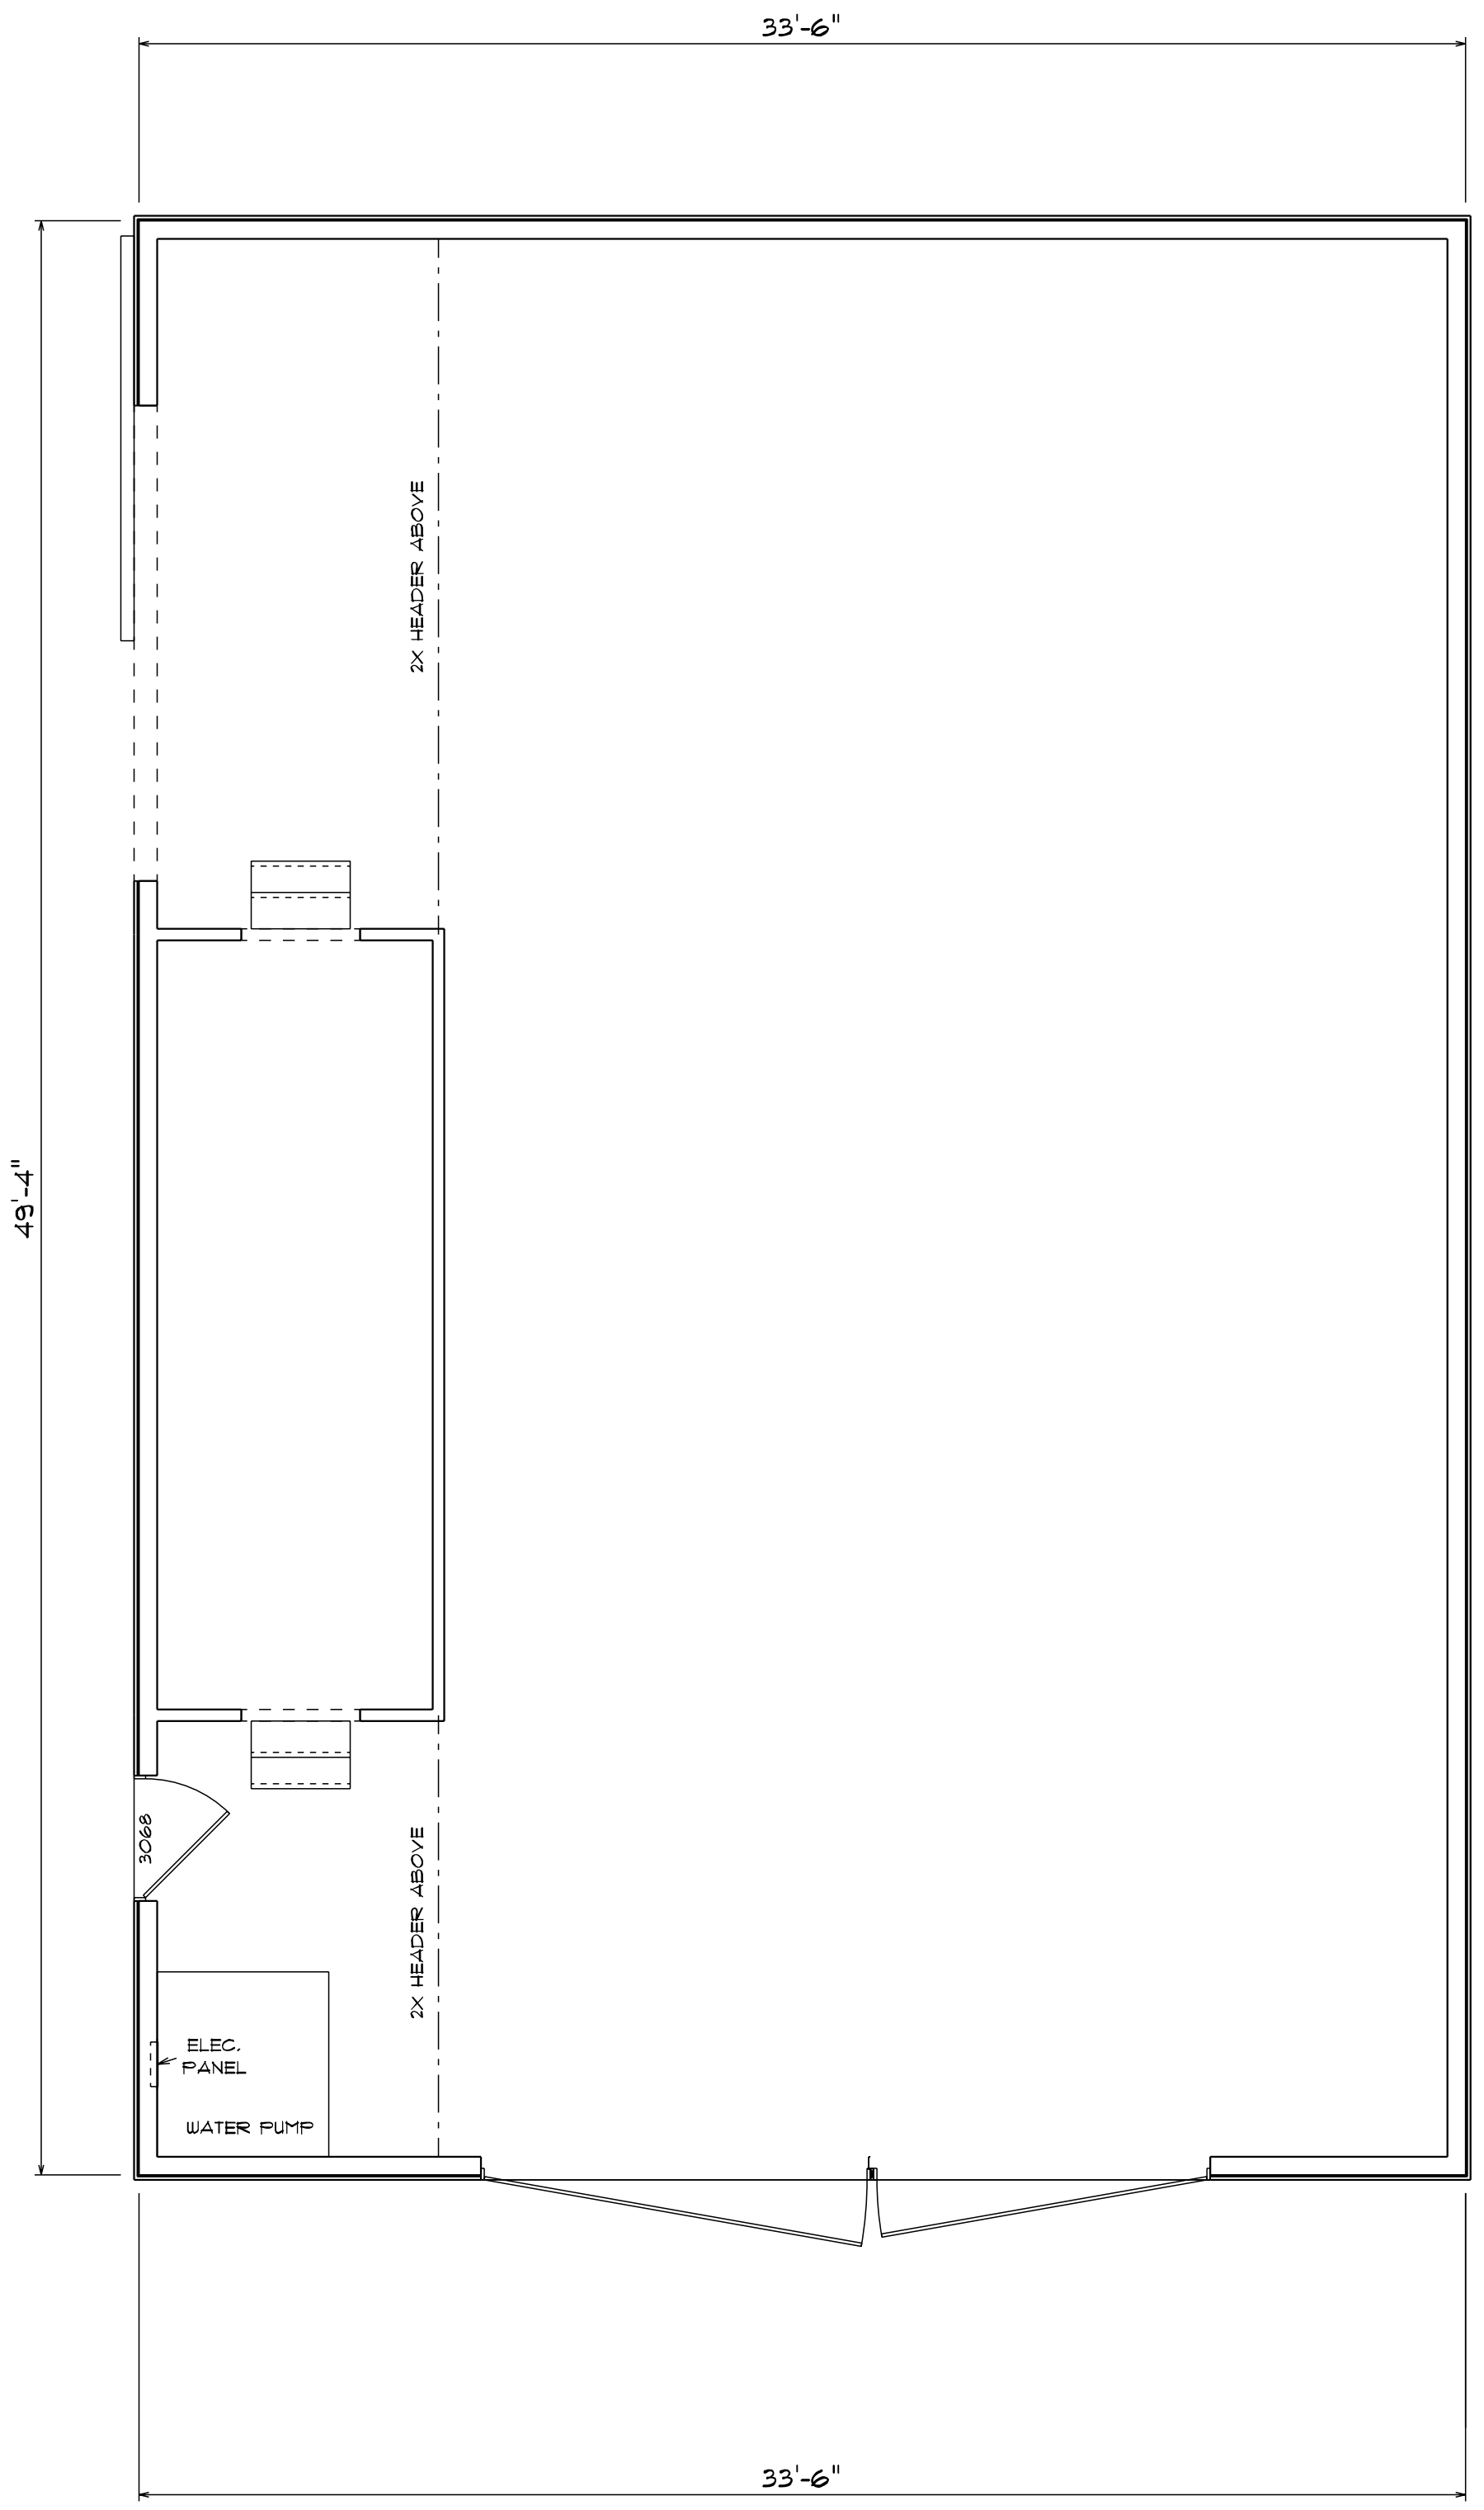 33'-6"
2X HEADER ABOVE
49'-4"
3068
2X HEADER ABOVE
ELEC.
PANEL
WATER PUMP
33'-6"